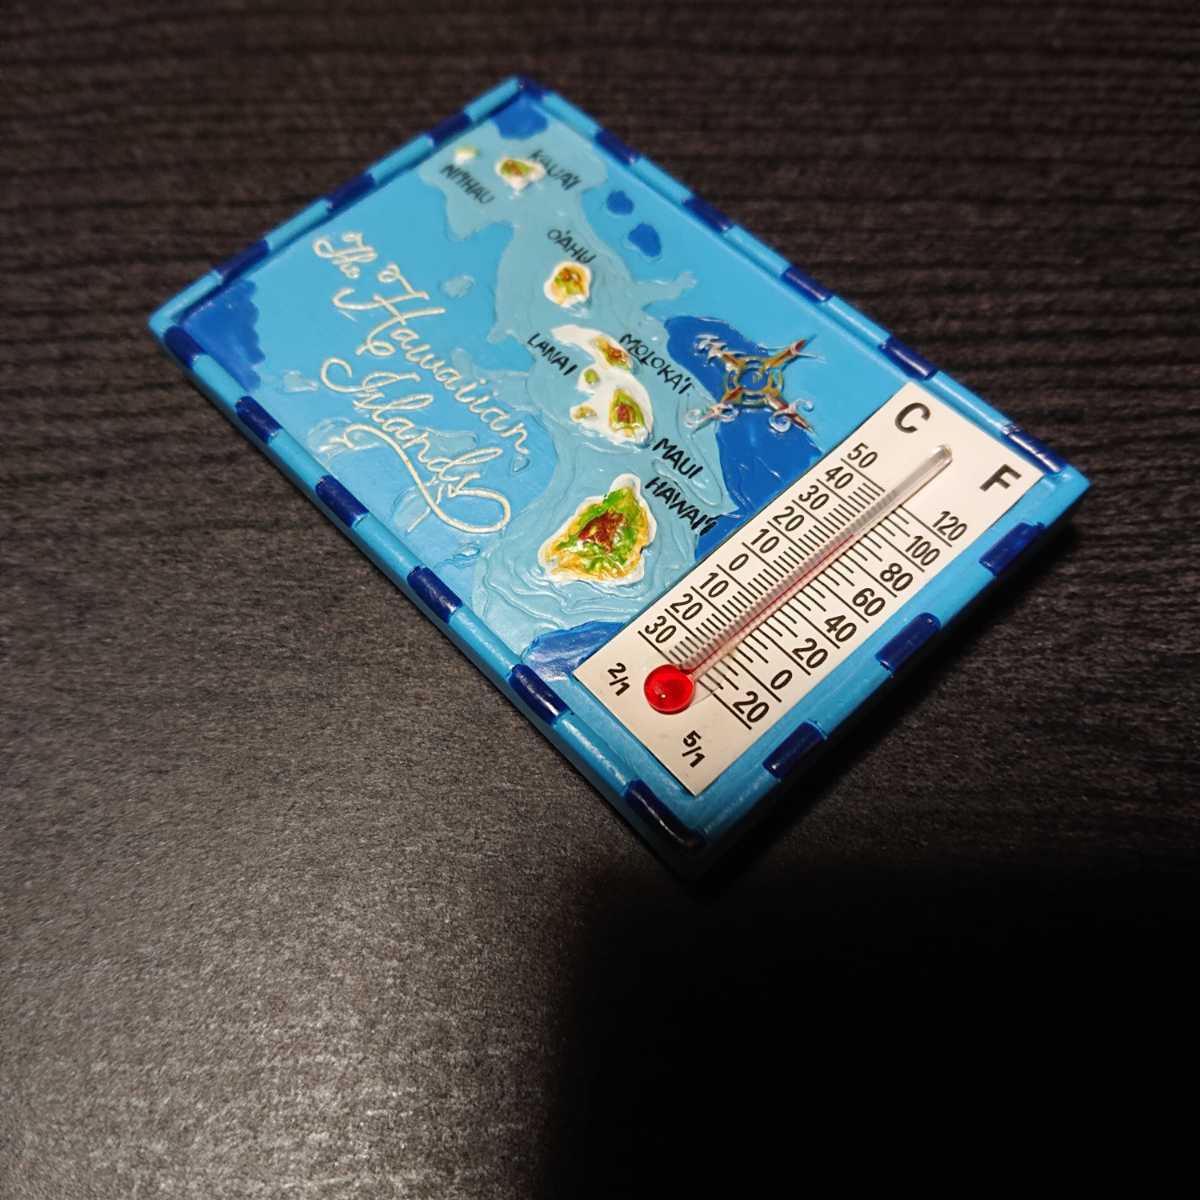 NI'IHAU
KAUA'I
O'AHU
The
Hawaiian
Islands
LANA'I
MOLOKA'I
MAUI
HAWAI'I
C
F
50
40
30
20
10
0
10
20
30
120
100
80
60
40
20
0
20
2/1
5/1